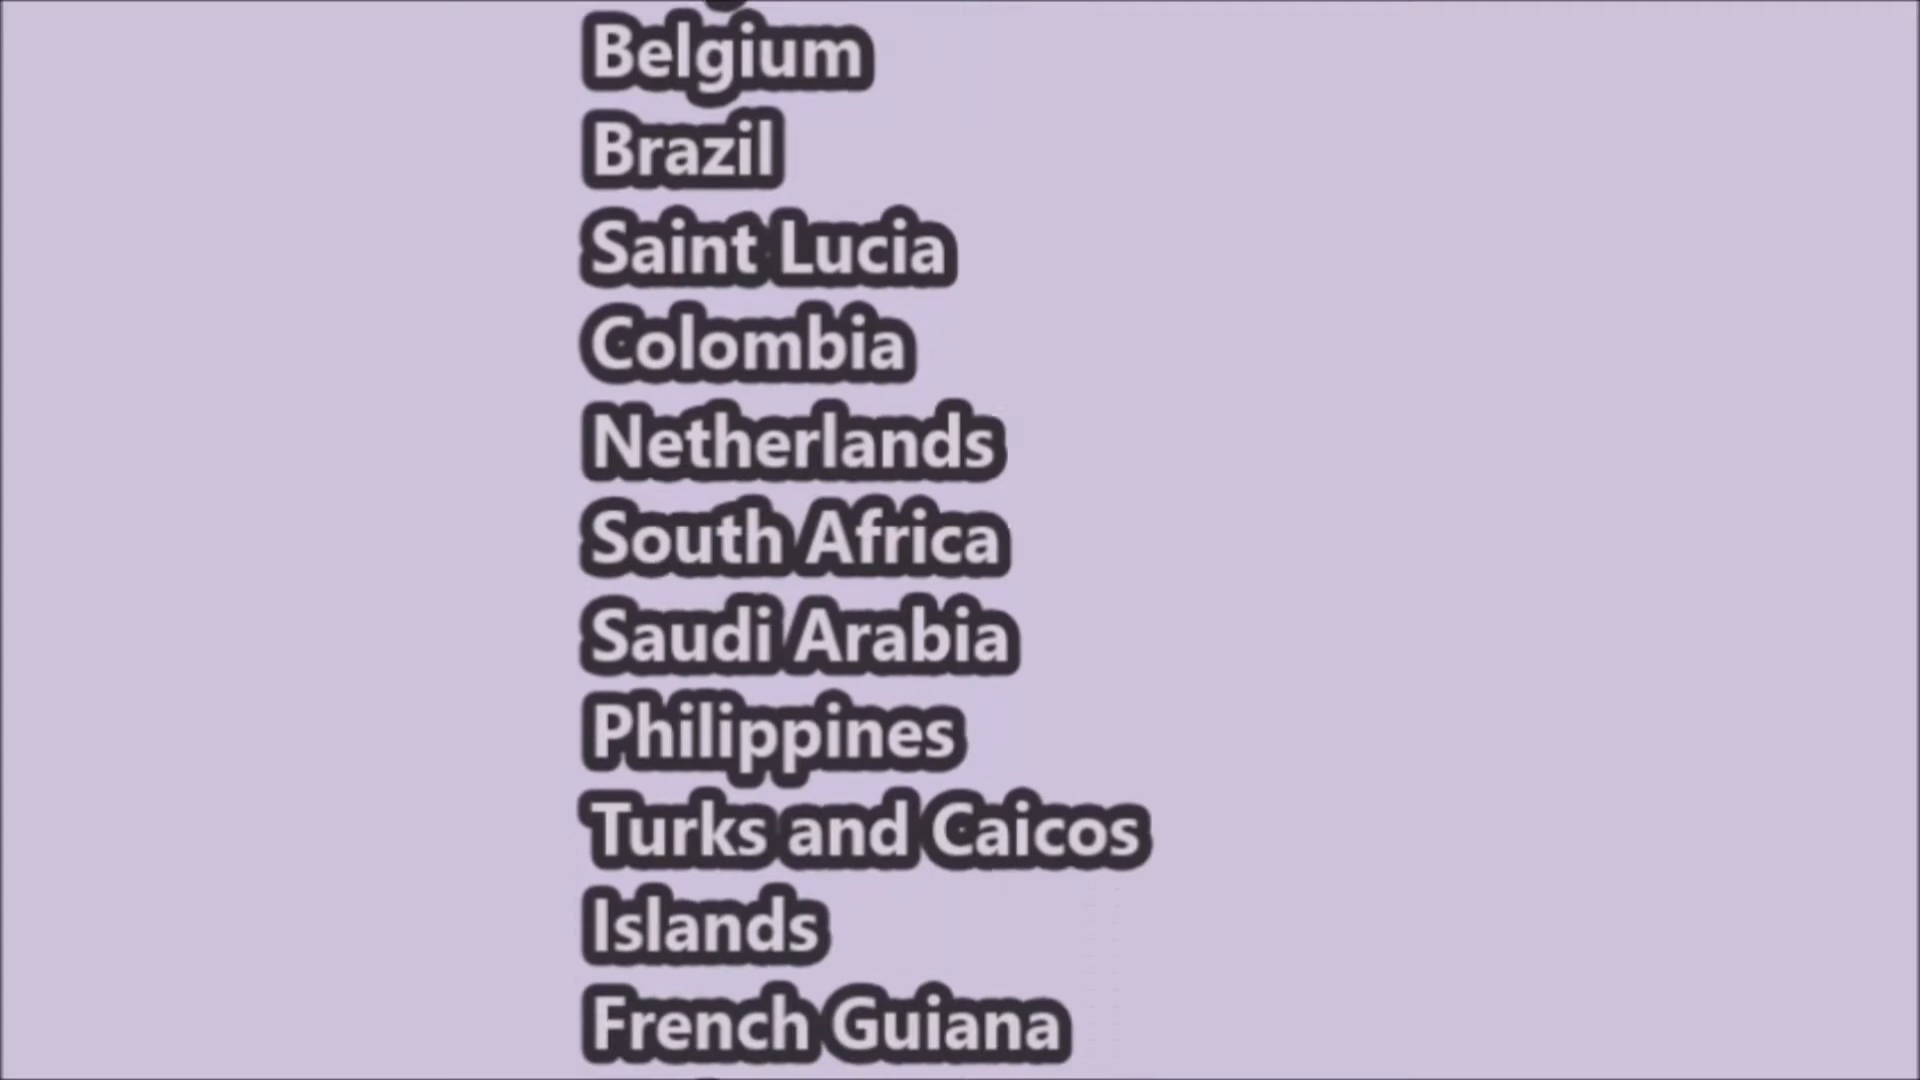 Belgium
Brazil
Saint Lucia
Colombia
Netherlands
South Africa
Saudi Arabia
Philippines
Turks and Caicos
Islands
French Guiana